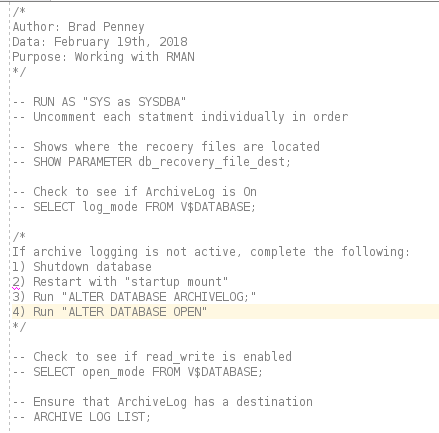 /*
Author: Brad Penney
Data: February 19th, 2018
Purpose: Working with RMAN
*/
-- RUN AS "SYS as SYSDBA"
-- Uncomment each statment individually in order
-- Shows where the recoery files are located
-- SHOW PARAMETER db_recovery_file_dest;
-- Check to see if ArchiveLog is On
-- SELECT log_mode FROM V$DATABASE;
/*
If archive logging is not active, complete the following:
1) Shutdown database
2) Restart with "startup mount"
3) Run "ALTER DATABASE ARCHIVELOG;"
4) Run "ALTER DATABASE OPEN"
*/
-- Check to see if read_write is enabled
-- SELECT open_mode FROM V$DATABASE;
-- Ensure that ArchiveLog has a destination
-- ARCHIVE LOG LIST;